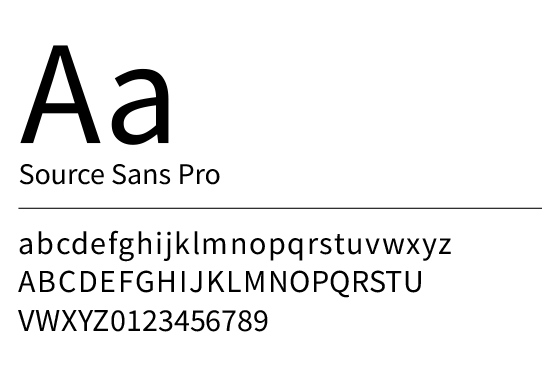 Aa
Source Sans Pro
abcdefghijklmnopqrstuvwxyz
ABCDEFGHIJKLMNOPQRSTU
VWXYZ0123456789